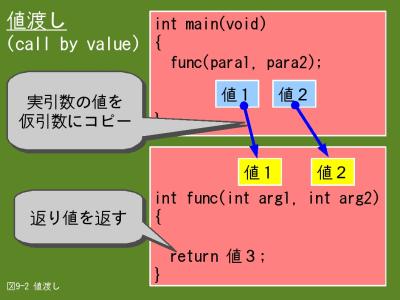 値渡し
(call by value)
int main(void)
{
func(para1, para2);
値１
値２
}
実引数の値を
仮引数にコピー
値１
値２
int func(int arg1, int arg2)
{
返り値を返す
return 値３;
}
図9-2 値渡し